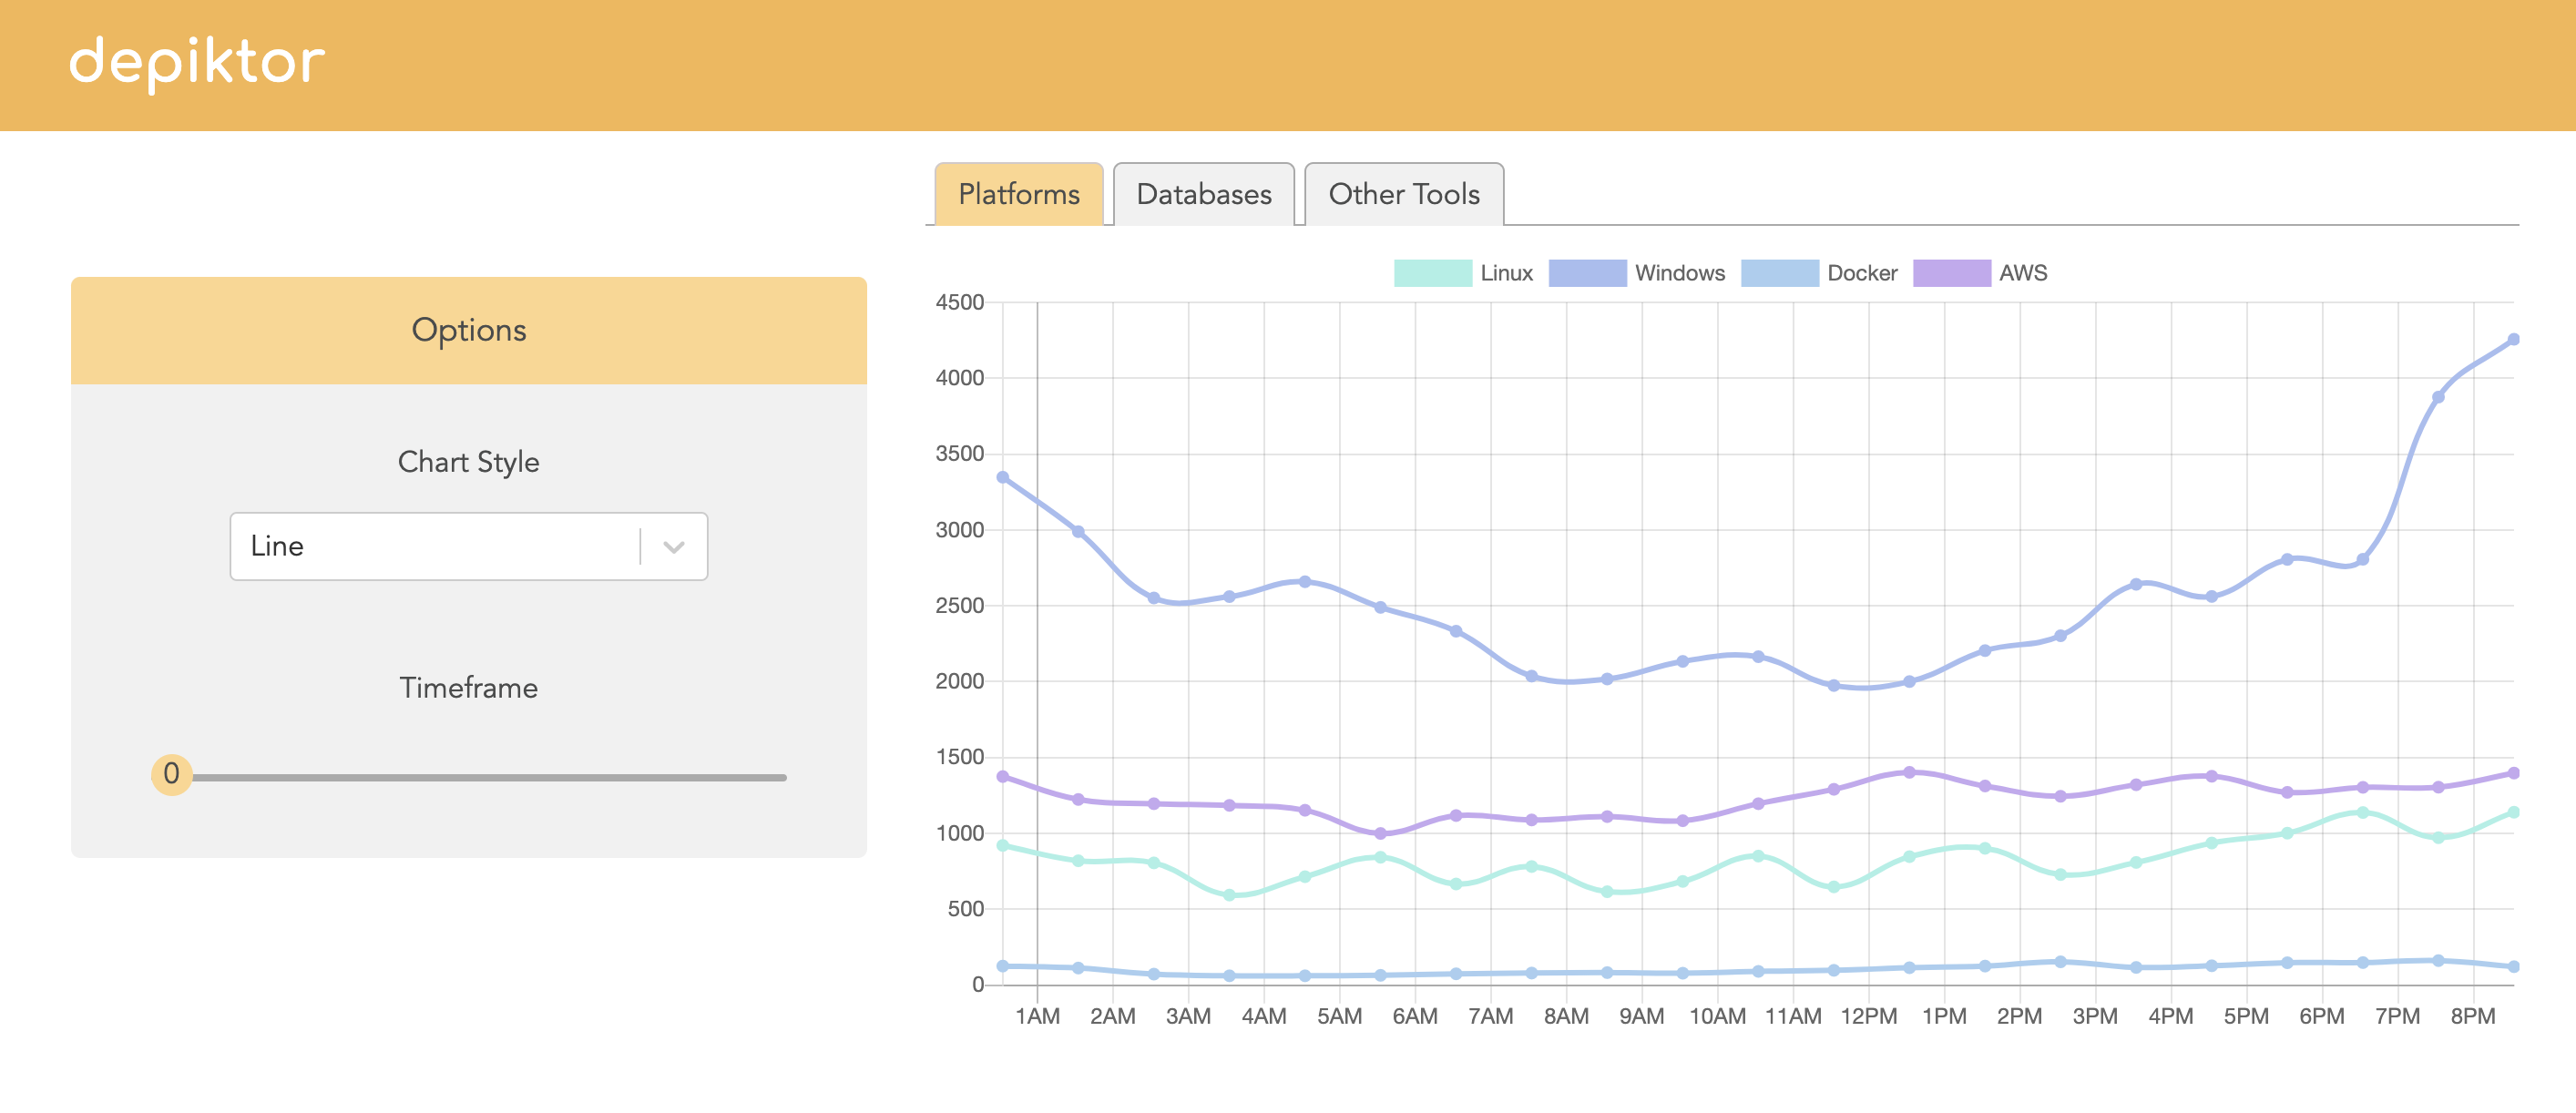 depiktor
Platforms Databases Other Tools
Options
Chart Style
Line
Timeframe
0
Linux Windows Docker AWS
4500
4000
3500
3000
2500
2000
1500
1000
500
0
1AM 2AM 3AM 4AM 5AM 6AM 7AM 8AM 9AM 10AM 11AM 12PM 1PM 2PM 3PM 4PM 5PM 6PM 7PM 8PM